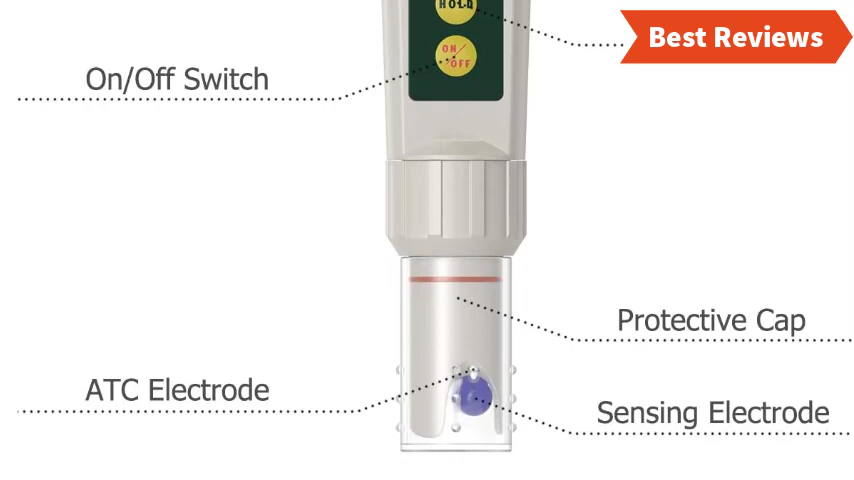 HOLD
Best Reviews
ON
OFF
On/Off Switch
Protective Cap
ATC Electrode
Sensing Electrode